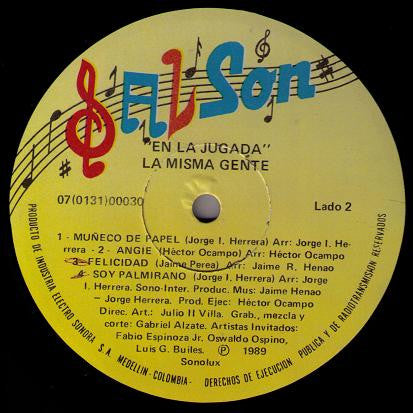 SALSon
"EN LA JUGADA"
LA MISMA GENTE
07(0131)00030
Lado 2
1 - MUÑECO DE PAPEL (Jorge I. Herrera) Arr: Jorge I. He-
rrera - 2 - ANGIE (Héctor Ocampo) Arr: Héctor Ocampo
3- FELICIDAD (Jaime Perea) Arr: Jaime R. Henao
4- SOY PALMIRANO (Jorge I. Herrera) Arr: Jorge
I. Herrera. Sono-Inter. Produc. Mus: Jaime Henao
– Jorge Herrera. Prod. Ejec: Héctor Ocampo
Direc. Art.: Julio II Villa. Grab., mezcla y
corte: Gabriel Alzate. Artistas Invitados:
Fabio Espinoza Jr. Oswaldo Ospino,
Luis G. Builes. Ⓟ 1989
Sonolux
PRODUCTO DE INDUSTRIA ELECTRO SONORA S. A. MEDELLIN - COLOMBIA - DERECHOS DE EJECUCION PUBLICA Y DE RADIOTRANSMISION RESERVADOS